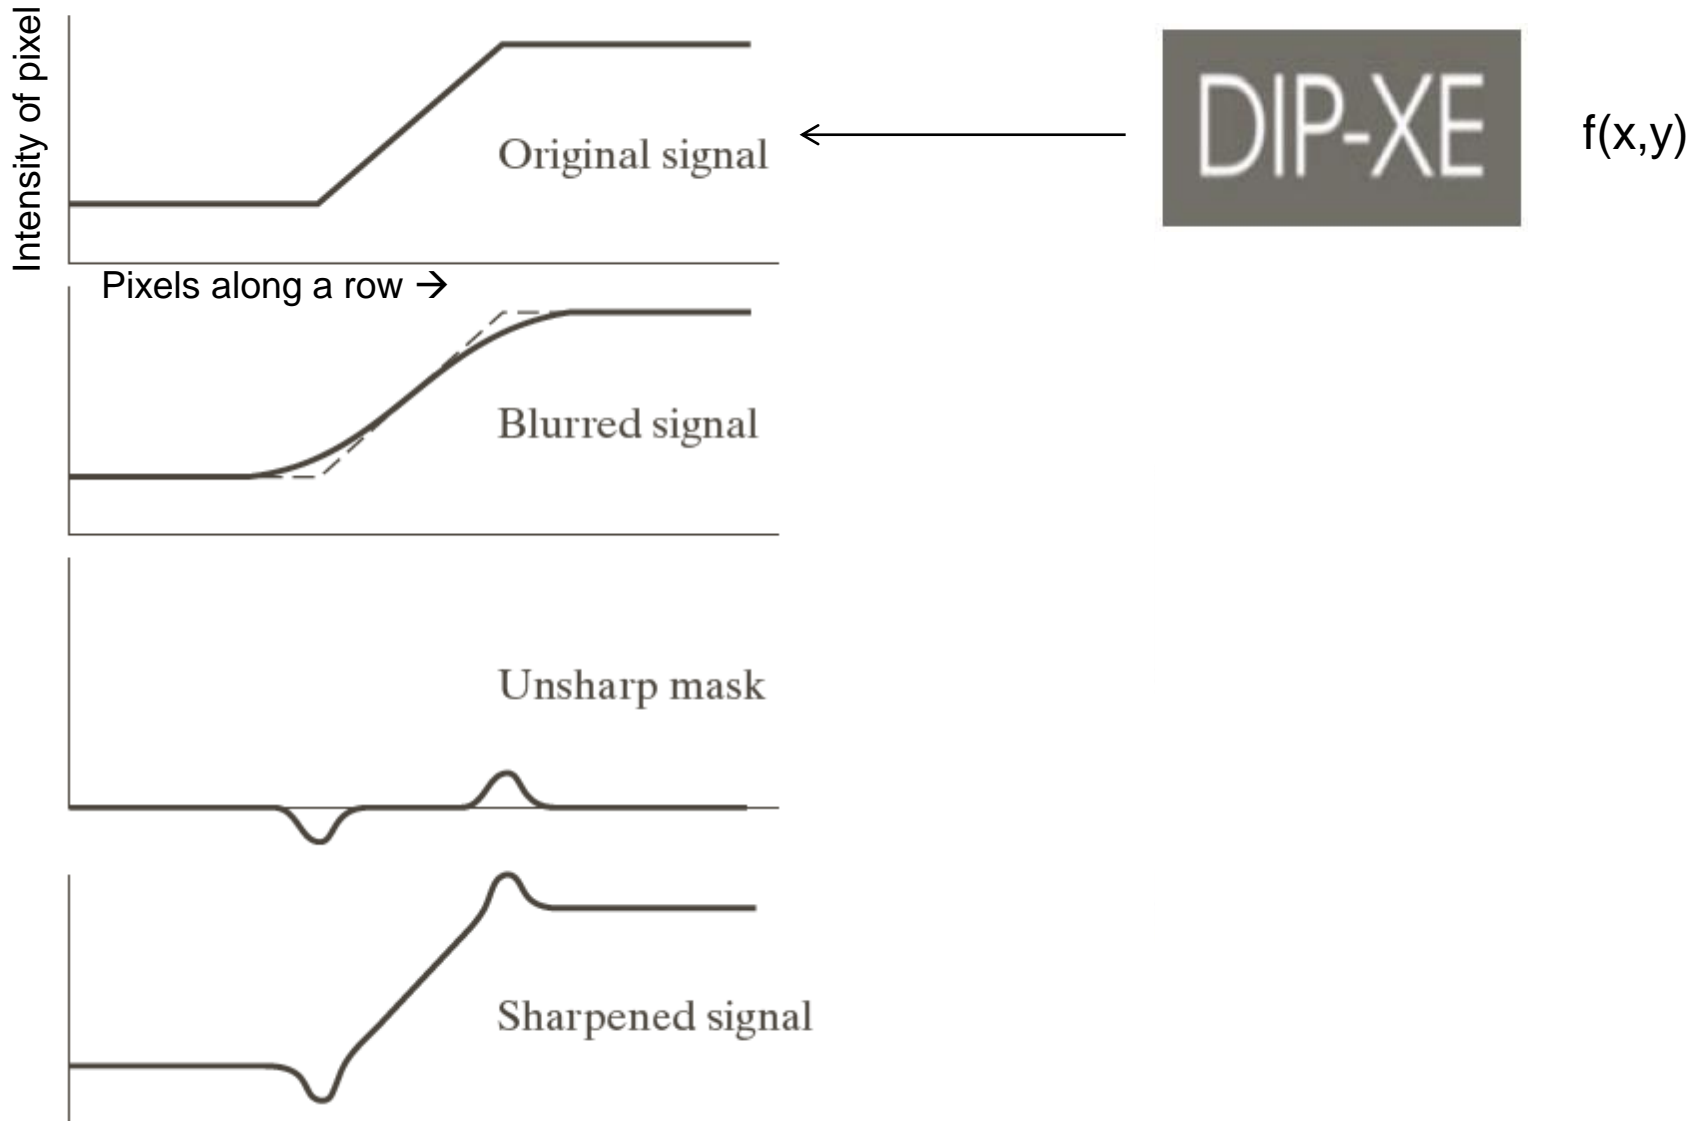 Intensity of pixel
Original signal
DIP-XE
f(x,y)
Pixels along a row →
Blurred signal
Unsharp mask
Sharpened signal